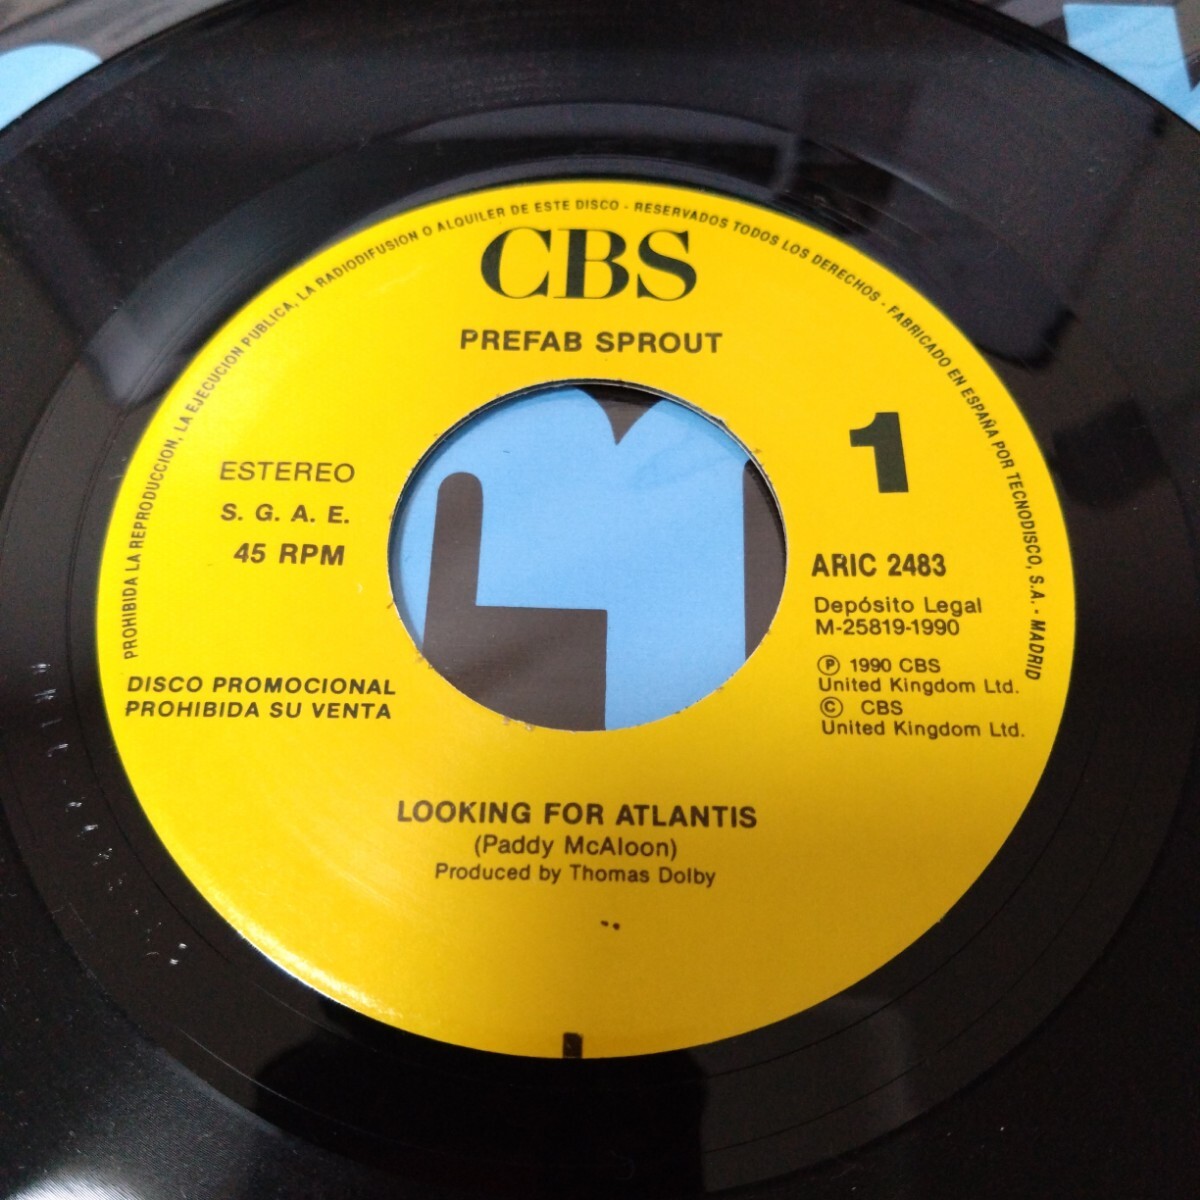 PROHIBIDA LA REPRODUCCION, LA EJECUCION PUBLICA, LA RADIODIFUSION O ALQUILER DE ESTE DISCO - RESERVADOS TODOS LOS DERECHOS - FABRICADO EN ESPAÑA POR TECNODISCO, S.A. - MADRID
CBS
PREFAB SPROUT
1
ESTEREO
S. G. A. E.
45 RPM
ARIC 2483
Depósito Legal
M-25819-1990
Ⓟ 1990 CBS
United Kingdom Ltd.
© CBS
United Kingdom Ltd.
DISCO PROMOCIONAL
PROHIBIDA SU VENTA
LOOKING FOR ATLANTIS
(Paddy McAloon)
Produced by Thomas Dolby